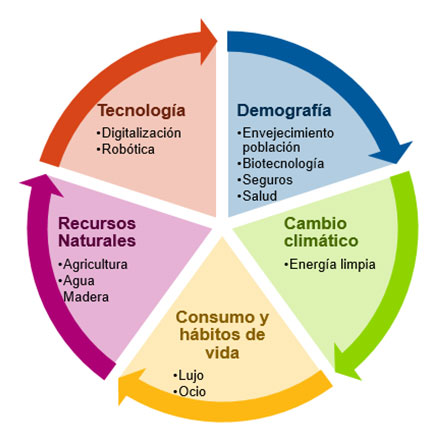 Tecnología
•Digitalización
•Robótica
Demografía
•Envejecimiento
población
•Biotecnología
•Seguros
•Salud
Cambio
climático
•Energía limpia
Consumo y
hábitos de
vida
•Lujo
•Ocio
Recursos
Naturales
•Agricultura
•Agua
Madera